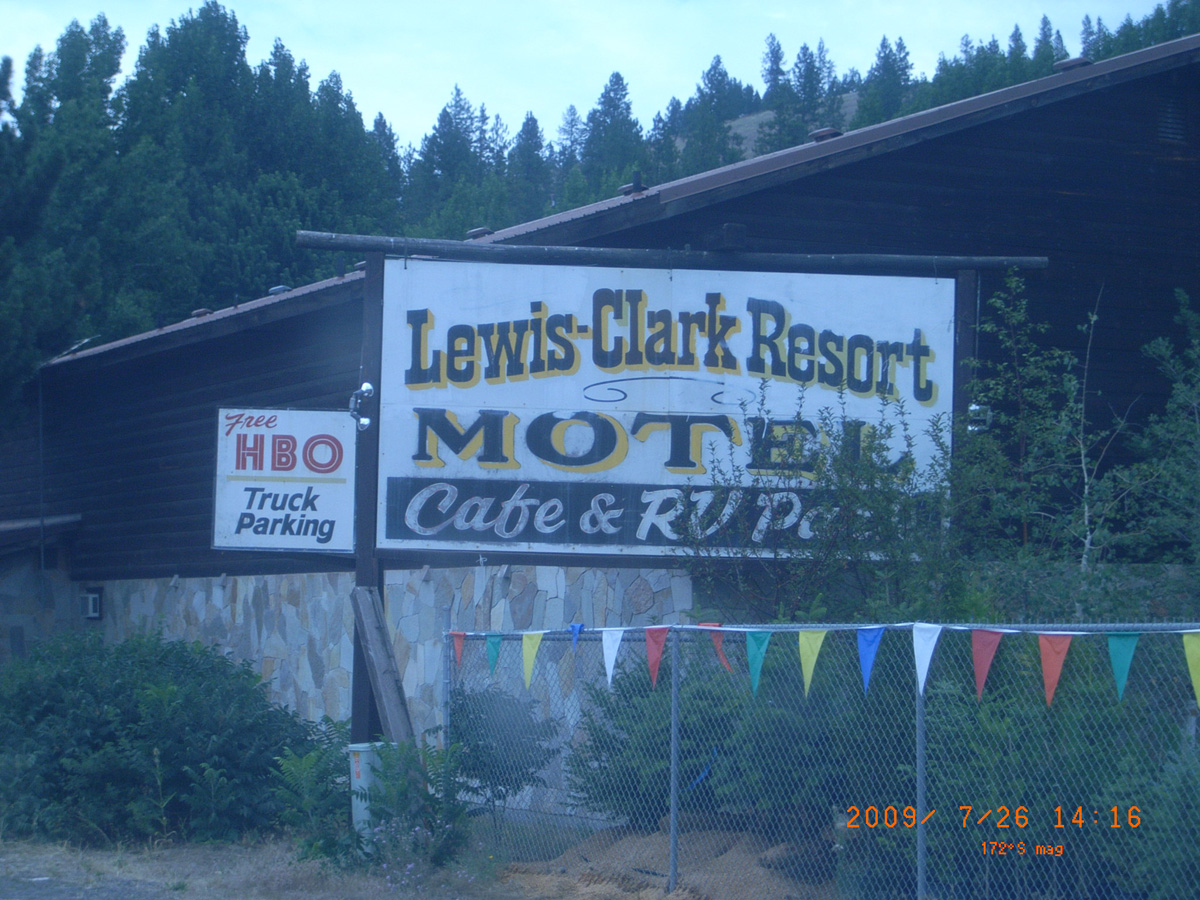 Lewis-Clark Resort
MOTEL
Cafe & RV
Free
HBO
Truck
Parking
2009/ 7/26 14:16
172°S mag